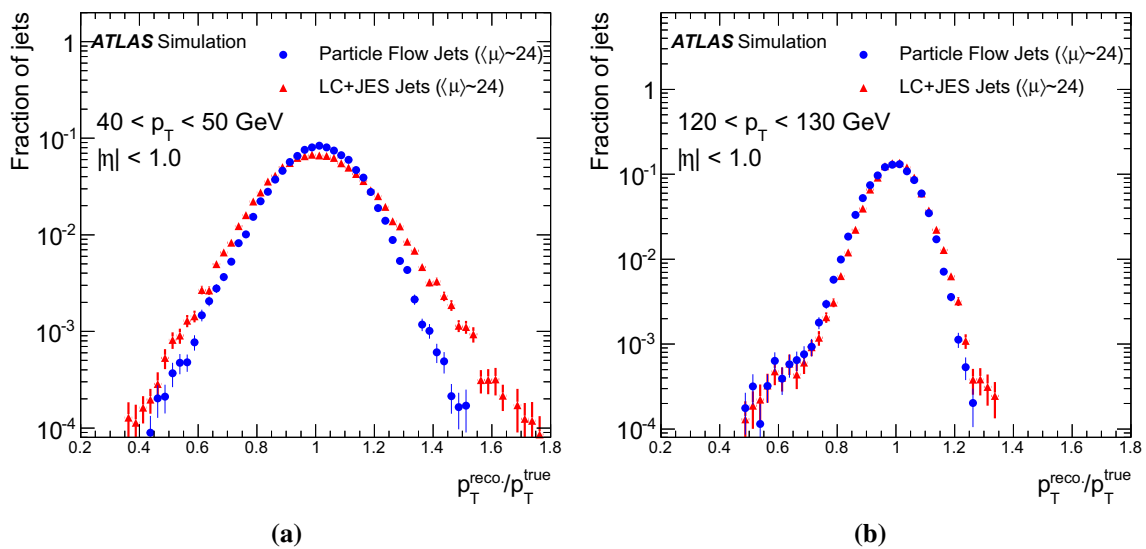 Fraction of jets
1
10^-1
10^-2
10^-3
10^-4
ATLAS Simulation
Particle Flow Jets (⟨μ⟩~24)
LC+JES Jets (⟨μ⟩~24)
40 < p_T < 50 GeV
|η| < 1.0
0.2 0.4 0.6 0.8 1 1.2 1.4 1.6 1.8
p_T^reco./p_T^true
(a)
Fraction of jets
1
10^-1
10^-2
10^-3
10^-4
ATLAS Simulation
Particle Flow Jets (⟨μ⟩~24)
LC+JES Jets (⟨μ⟩~24)
120 < p_T < 130 GeV
|η| < 1.0
0.2 0.4 0.6 0.8 1 1.2 1.4 1.6 1.8
p_T^reco./p_T^true
(b)